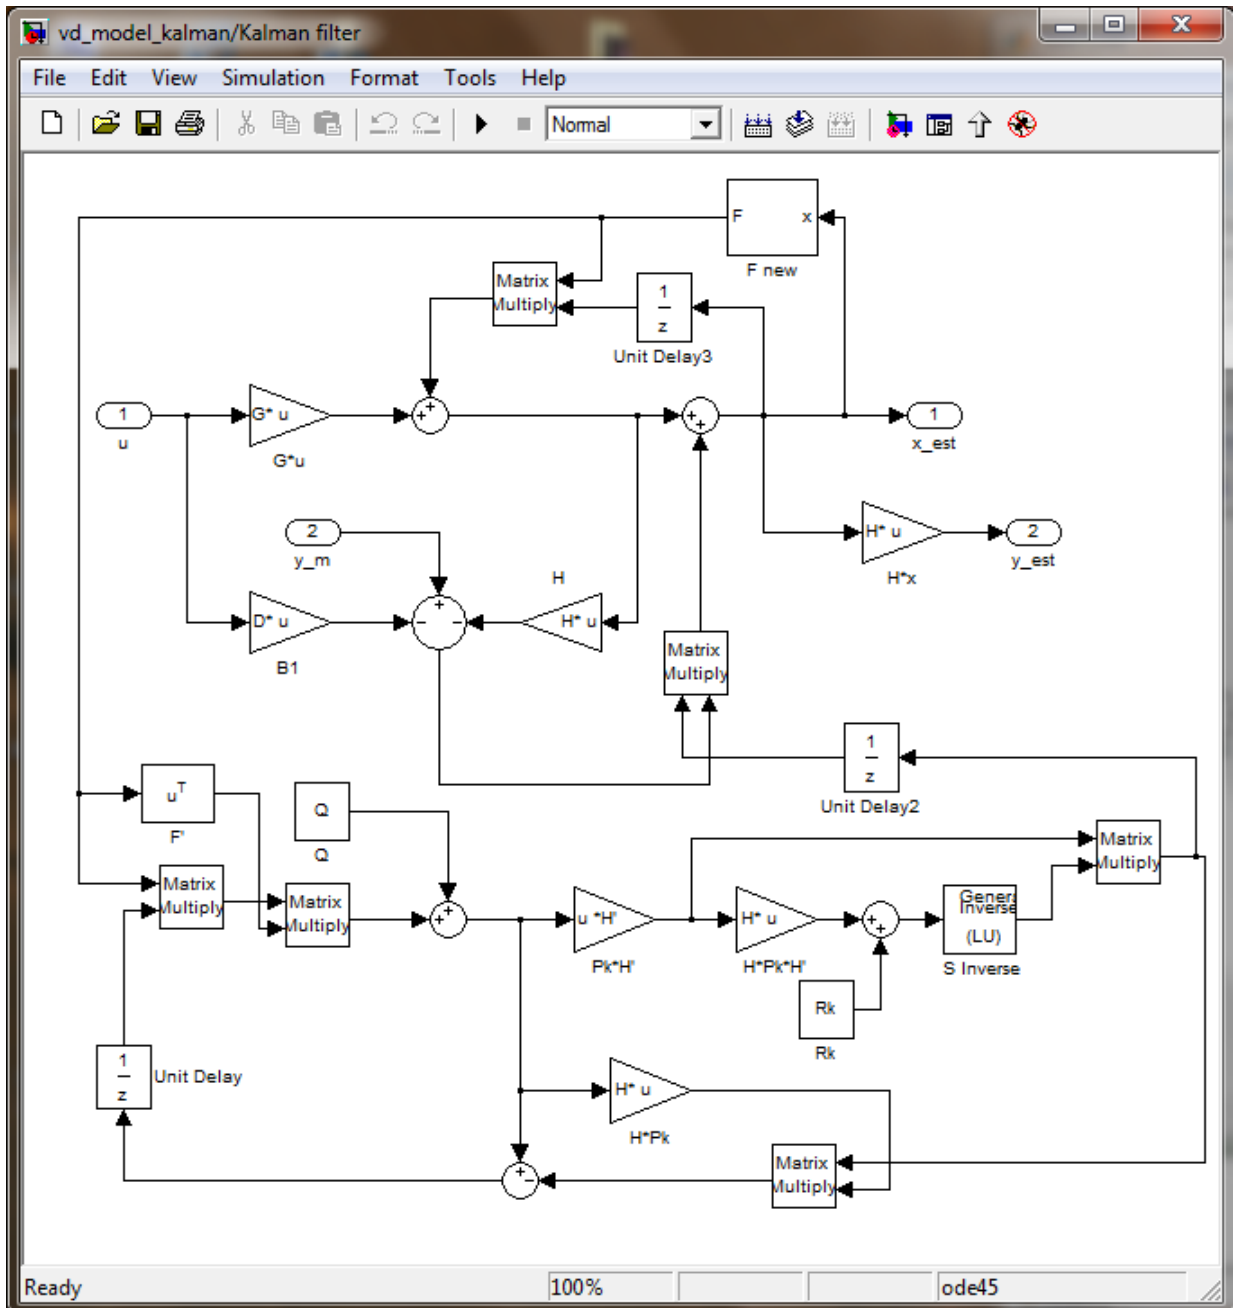 vd_model_kalman/Kalman filter
File Edit View Simulation Format Tools Help
Normal
F x
F new
Matrix
Multiply
1
z
Unit Delay3
1
u
G* u
G*u
+ +
+ +
1
x_est
2
y_m
H* u
H*x
2
y_est
H
D* u
B1
+
- -
H* u
Matrix
Multiply
1
z
Unit Delay2
u T
F'
Q
Q
Matrix
Multiply
Matrix
Multiply
Matrix
Multiply
+ +
u *H'
Pk*H'
H* u
H*Pk*H'
+ +
General
Inverse
(LU)
S Inverse
Rk
Rk
1
z
Unit Delay
H* u
H*Pk
+ -
Matrix
Multiply
Ready 100% ode45